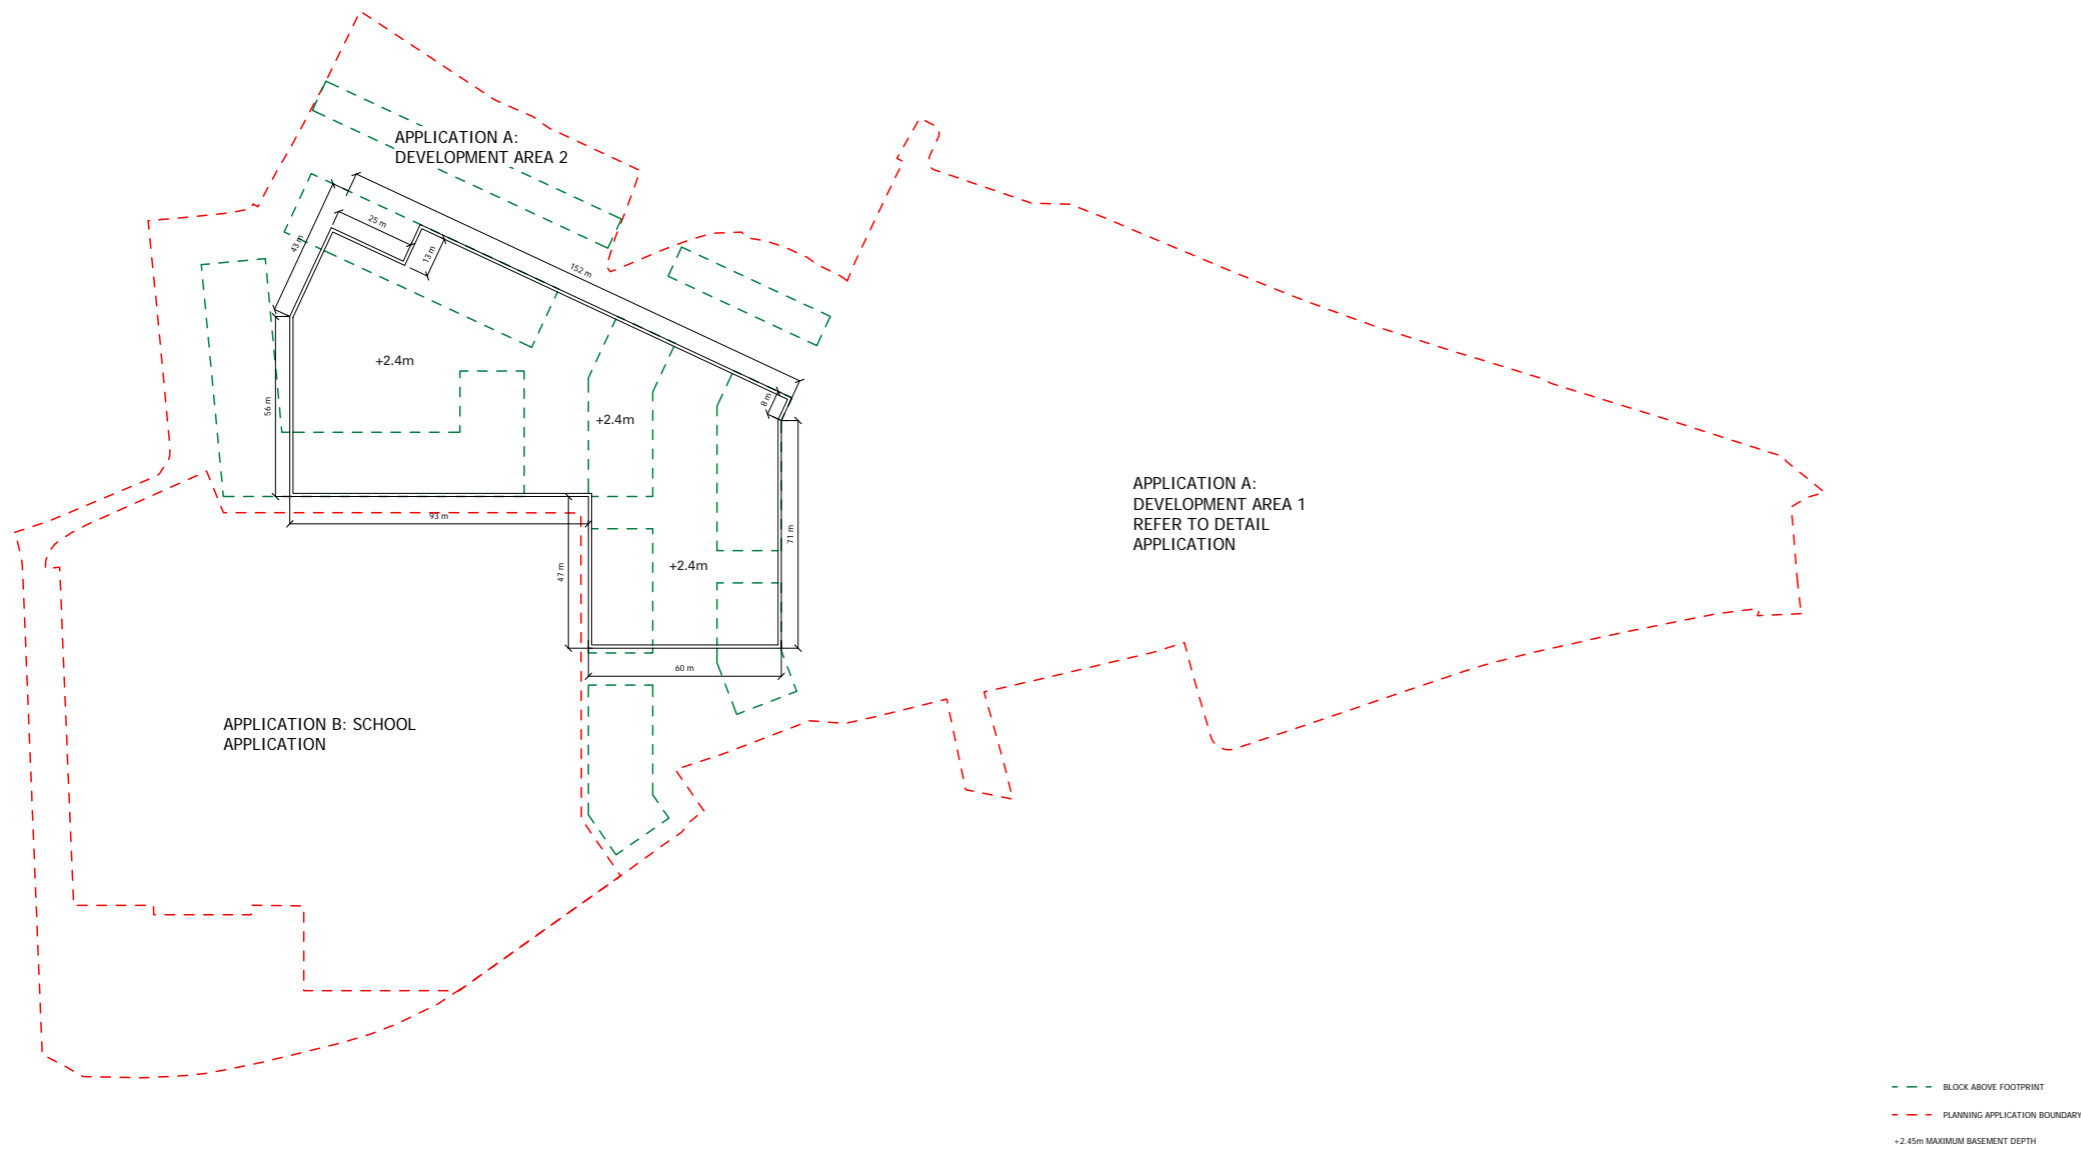 APPLICATION A:
DEVELOPMENT AREA 2
25 m
43 m
13 m
152 m
+2.4m
8 m
56 m
+2.4m
APPLICATION A:
DEVELOPMENT AREA 1
REFER TO DETAIL
APPLICATION
93 m
71 m
47 m
+2.4m
60 m
APPLICATION B: SCHOOL
APPLICATION
BLOCK ABOVE FOOTPRINT
PLANNING APPLICATION BOUNDARY
+2.45m MAXIMUM BASEMENT DEPTH